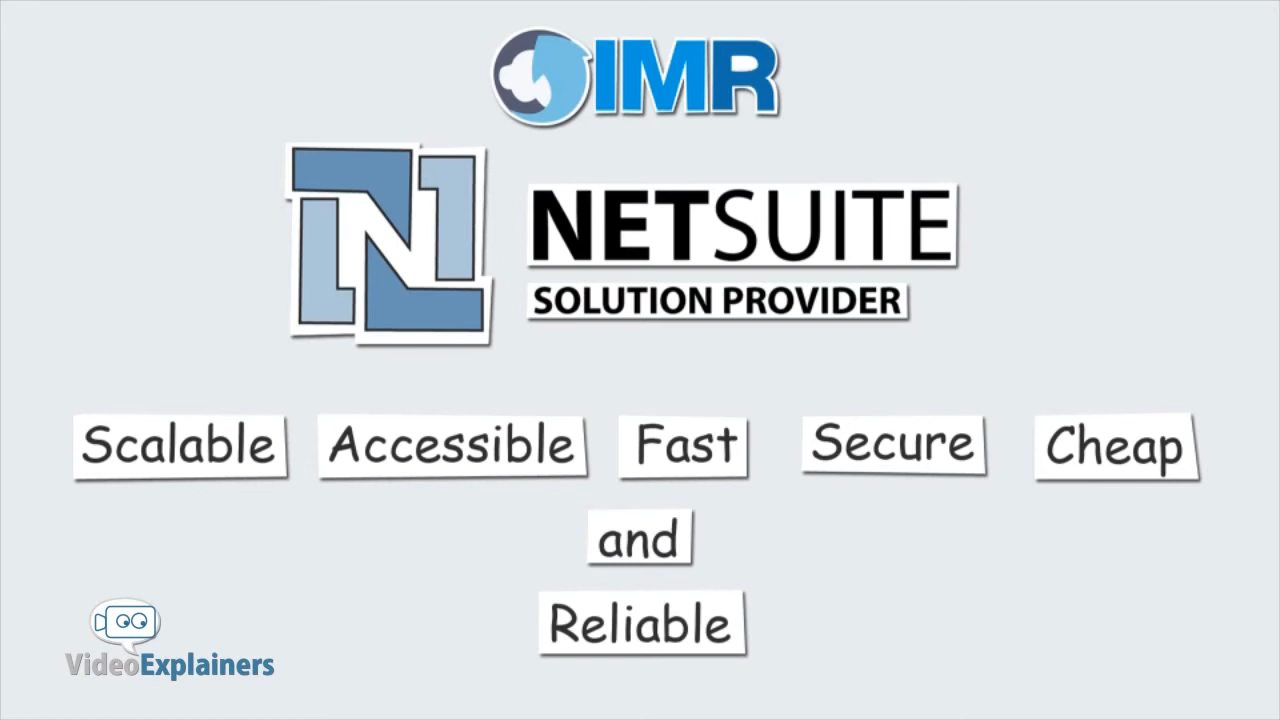 IMR
NETSUITE
SOLUTION PROVIDER
Scalable Accessible Fast Secure Cheap
and
Reliable
VideoExplainers